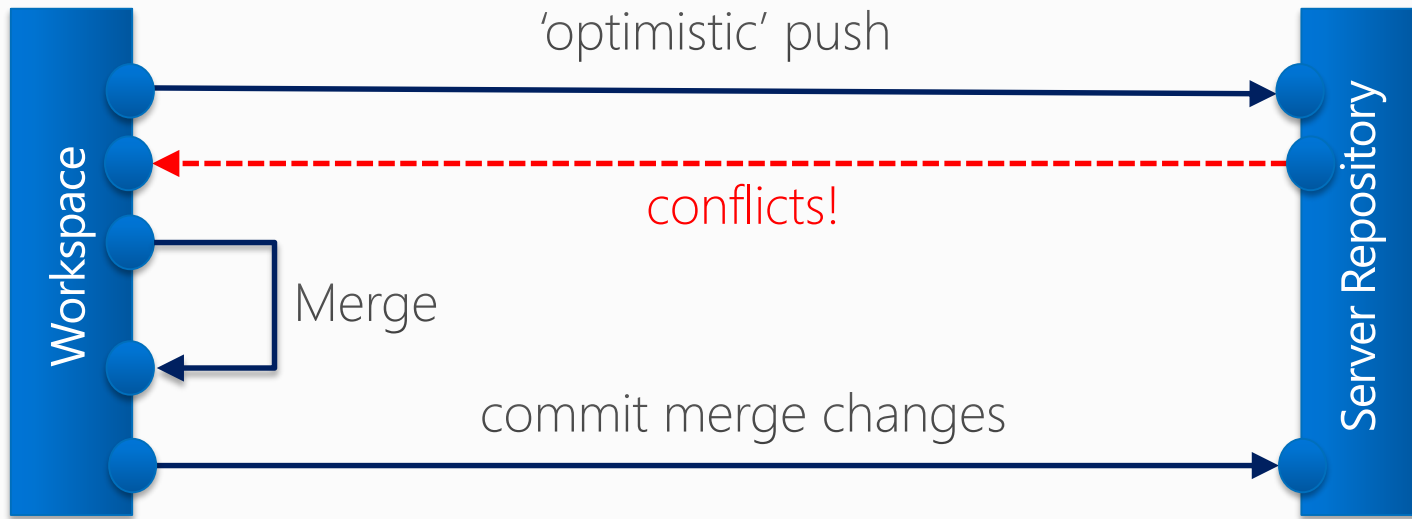 ‘optimistic’ push
conflicts!
Workspace
Merge
commit merge changes
Server Repository